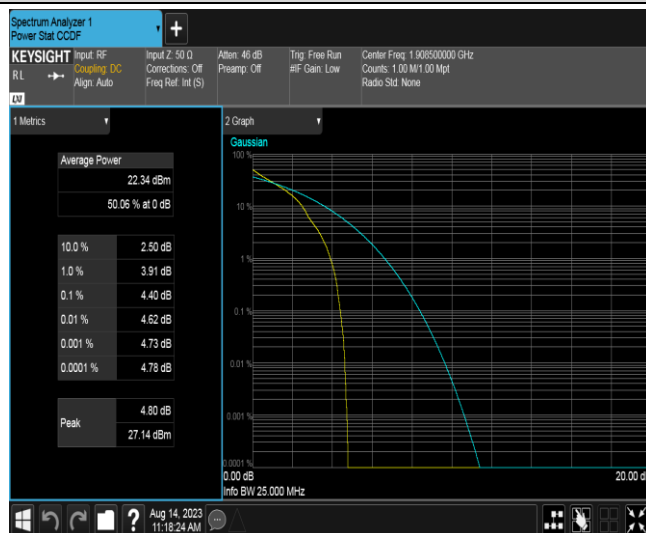 Spectrum Analyzer 1
Power Stat CCDF
+
KEYSIGHT
RL
LXI
Input: RF
Coupling: DC
Align: Auto
Input Z: 50 Ω
Corrections: Off
Freq Ref: Int (S)
Atten: 46 dB
Preamp: Off
Trig: Free Run
#IF Gain: Low
Center Freq: 1.908500000 GHz
Counts: 1.00 M/1.00 Mpt
Radio Std: None
1 Metrics
Average Power
22.34 dBm
50.06 % at 0 dB
10.0 % 2.50 dB
1.0 % 3.91 dB
0.1 % 4.40 dB
0.01 % 4.62 dB
0.001 % 4.73 dB
0.0001 % 4.78 dB
Peak
4.80 dB
27.14 dBm
2 Graph
Gaussian
100 %
10 %
1 %
0.1 %
0.01 %
0.001 %
0.0001 %
0.00 dB
20.00 d
Info BW 25.000 MHz
?
Aug 14, 2023
11:18:24 AM